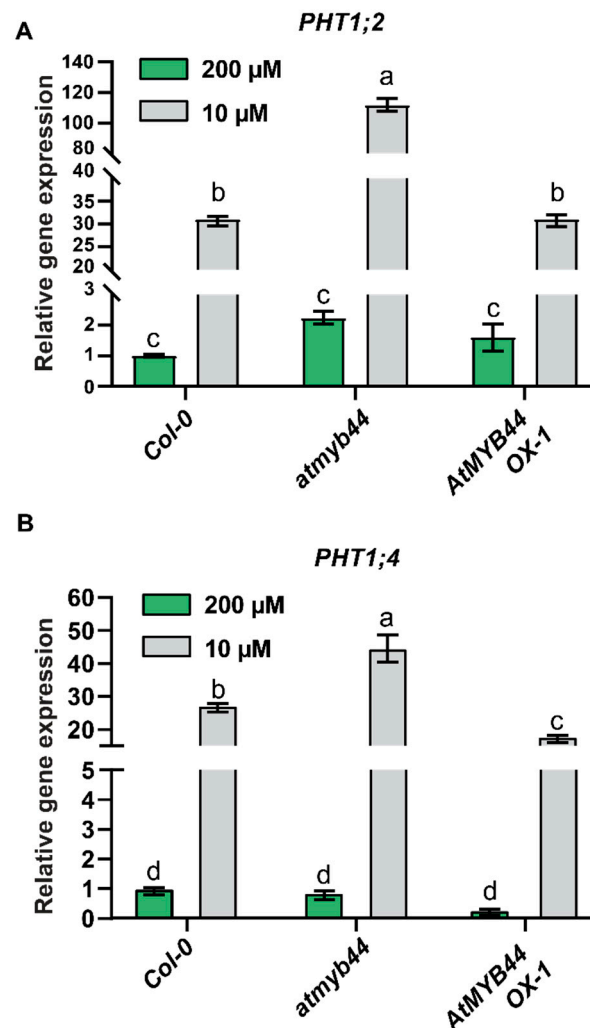 A
PHT1;2
Relative gene expression
140
120
100
80
40
35
30
25
20
3
2
1
0
200 µM
10 µM
c
b
c
a
c
b
Col-0
atmyb44
AtMYB44
OX-1
B
PHT1;4
Relative gene expression
60
50
40
30
20
5
4
3
2
1
0
200 µM
10 µM
d
b
d
a
d
c
Col-0
atmyb44
AtMYB44
OX-1